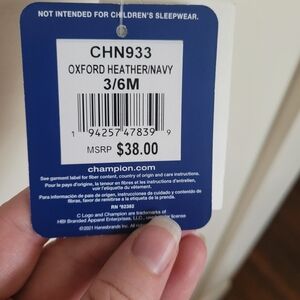 NOT INTENDED FOR CHILDREN'S SLEEPWEAR.
CHN933
OXFORD HEATHER/NAVY
3/6M
1 94257 47839 9
MSRP $38.00
champion.com
See garment label for fiber content, country of origin and care instructions.
Pour le pays d'origine, la teneur en fibres et les instructions d'entretien,
voir l'etiquette du vêtement.
Para información de pais de origen, instrucciones de cuidado y contenido de
fibras, favor de remitirse a la etiqueta de la prenda.
RN
C Logo and Champion are trademarks of
HBI Branded Apparel Enterprises, LLC, license
©2021 Hanesbrands Inc. All